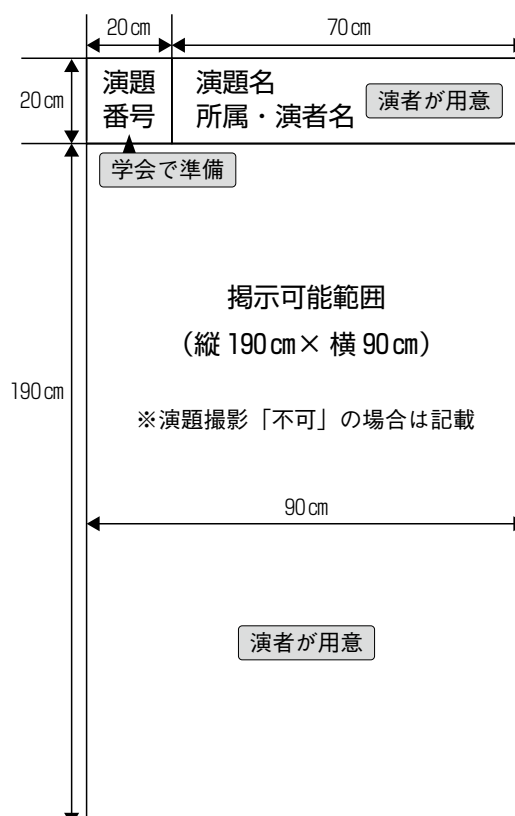 20cm
70cm
20cm
演題
番号
演題名
所属・演者名
演者が用意
学会で準備
掲示可能範囲
（縦 190cm× 横 90cm）
190cm
※演題撮影「不可」の場合は記載
90cm
演者が用意